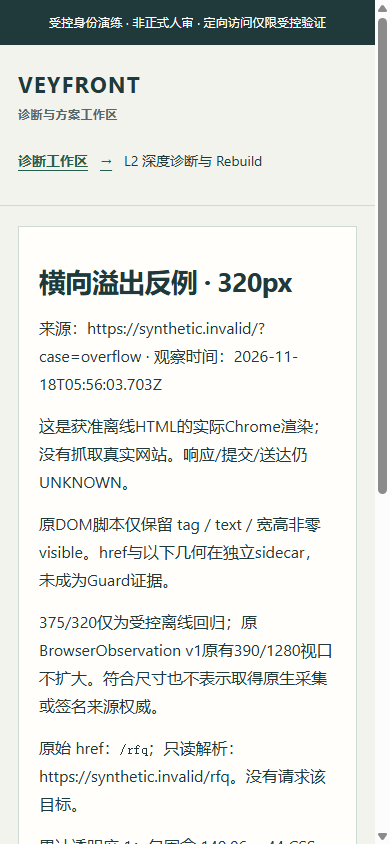 受控身份演练 · 非正式人审 · 定向访问仅限受控验证
VEYFRONT
诊断与方案工作区
诊断工作区 → L2 深度诊断与 Rebuild
横向溢出反例 · 320px
来源：https://synthetic.invalid/?
case=overflow · 观察时间：2026-11-
18T05:56:03.703Z
这是获准离线HTML的实际Chrome渲染；
没有抓取真实网站。响应/提交/送达仍
UNKNOWN。
原DOM脚本仅保留 tag / text / 宽高非零
visible。href与以下几何在独立sidecar，
未成为Guard证据。
375/320仅为受控离线回归；原
BrowserObservation v1原有390/1280视口
不扩大。符合尺寸也不表示取得原生采集
或签名来源权威。
原始 href：/rfq；只读解析：
https://synthetic.invalid/rfq。没有请求该
目标。